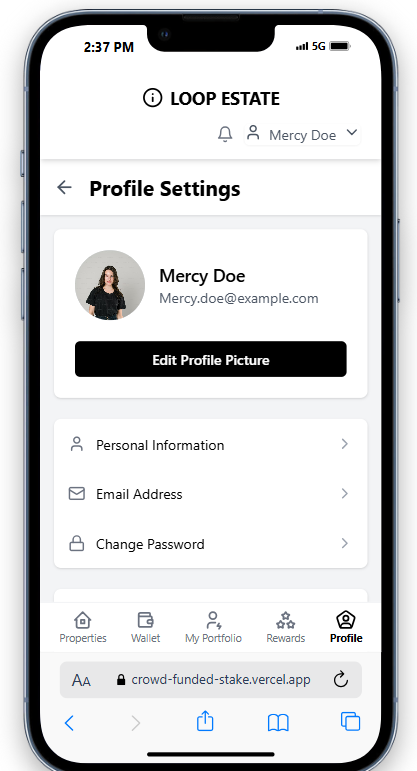 2:37 PM 5G
LOOP ESTATE
Mercy Doe
Profile Settings
Mercy Doe
Mercy.doe@example.com
Edit Profile Picture
Personal Information
Email Address
Change Password
Properties Wallet My Portfolio Rewards Profile
AA crowd-funded-stake.vercel.app